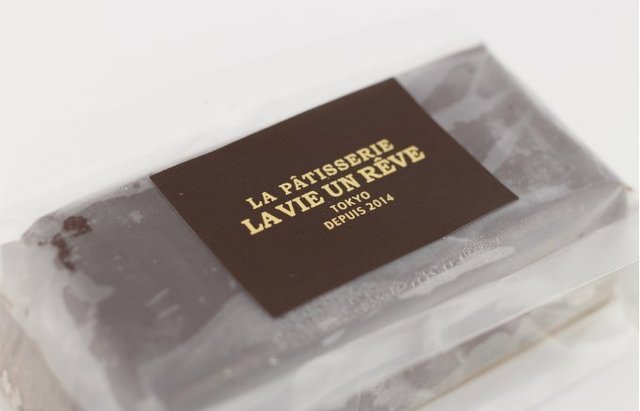 LA PÂTISSERIE
LA VIE UN RÊVE
TOKYO
DEPUIS 2014